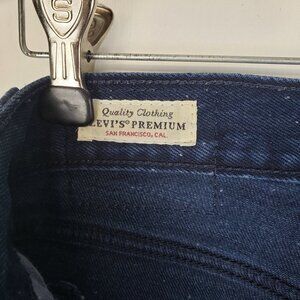 S
Quality Clothing
LEVI'S® PREMIUM
SAN FRANCISCO, CAL